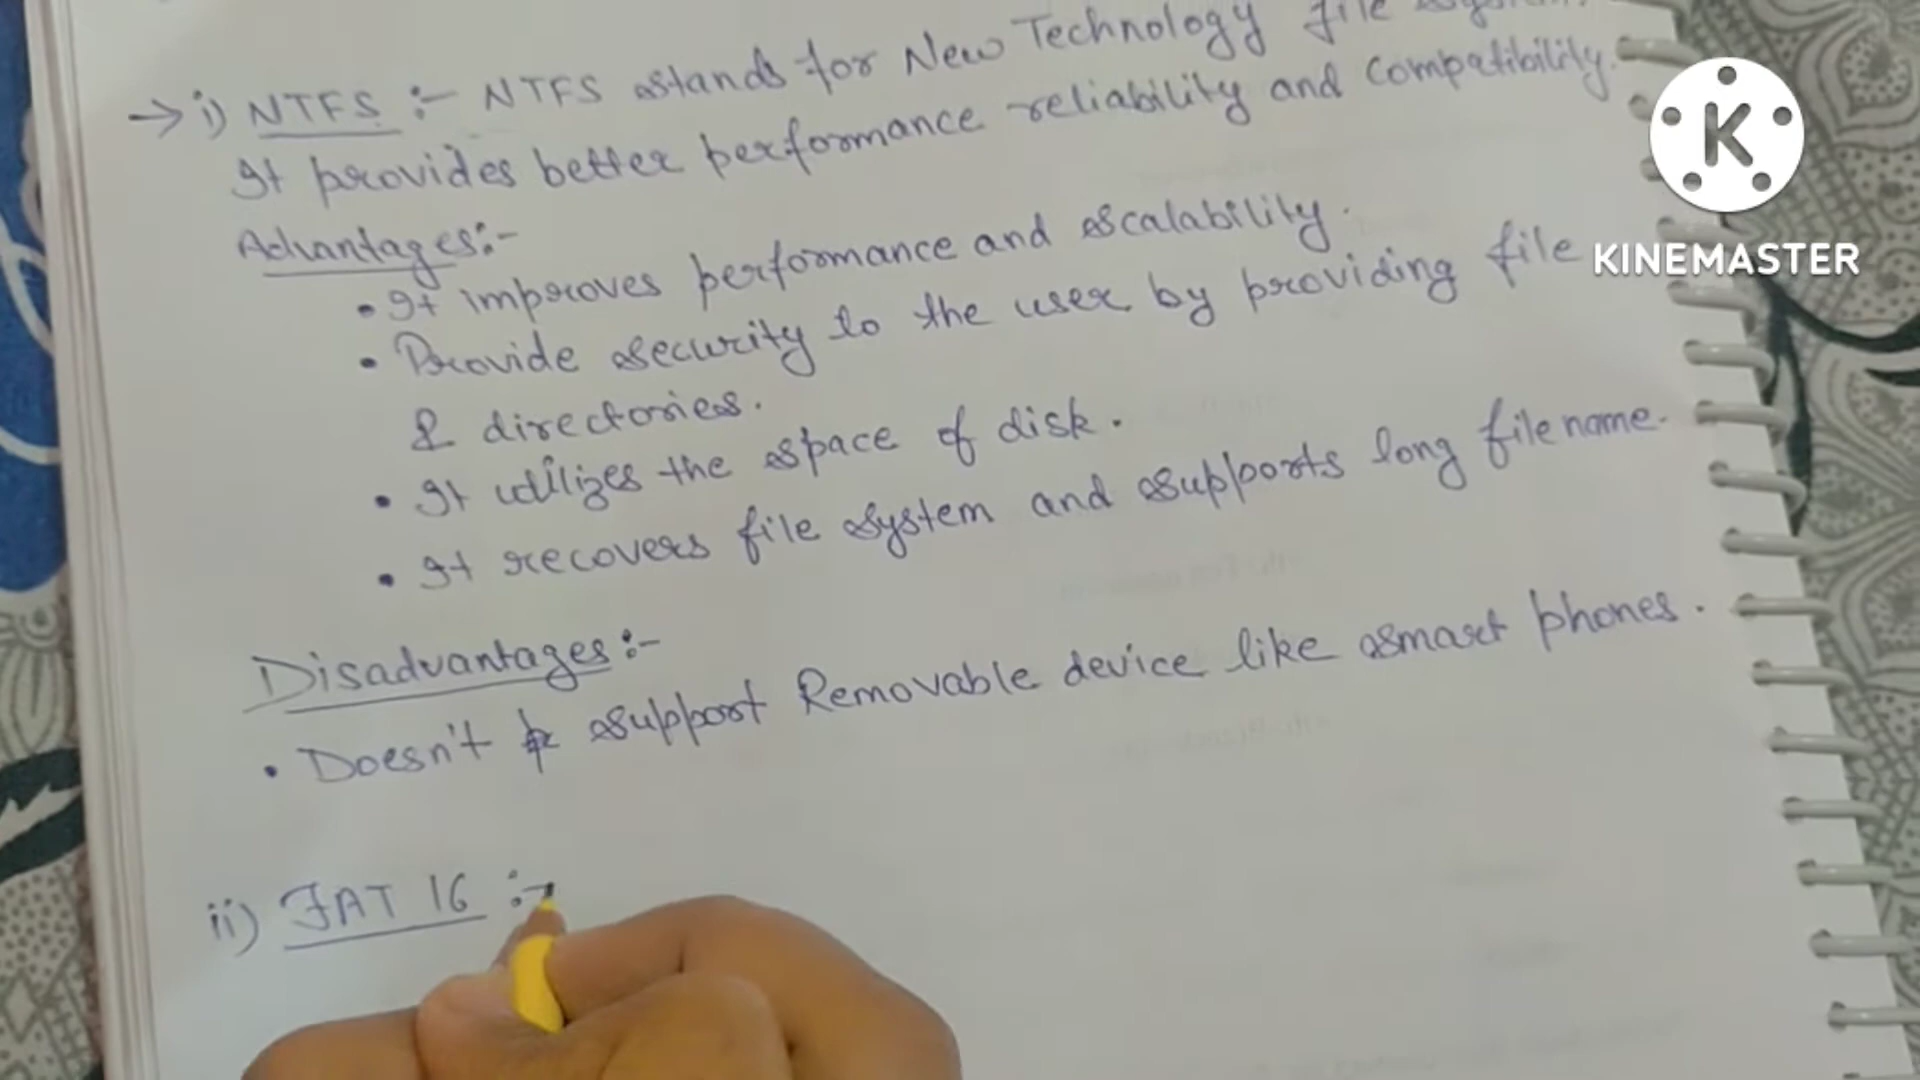 → i) NTFS :- NTFS stands for New Technology file system.
It provides better performance reliability and compatibility.
Advantages:-
• It improves performance and scalability.
• Provide security to the user by providing file
& directories.
• It utilizes the space of disk.
• It recovers file system and supports long filename.
Disadvantages:-
• Doesn't support Removable device like smart phones.
ii) FAT 16 :-
K
KINEMASTER